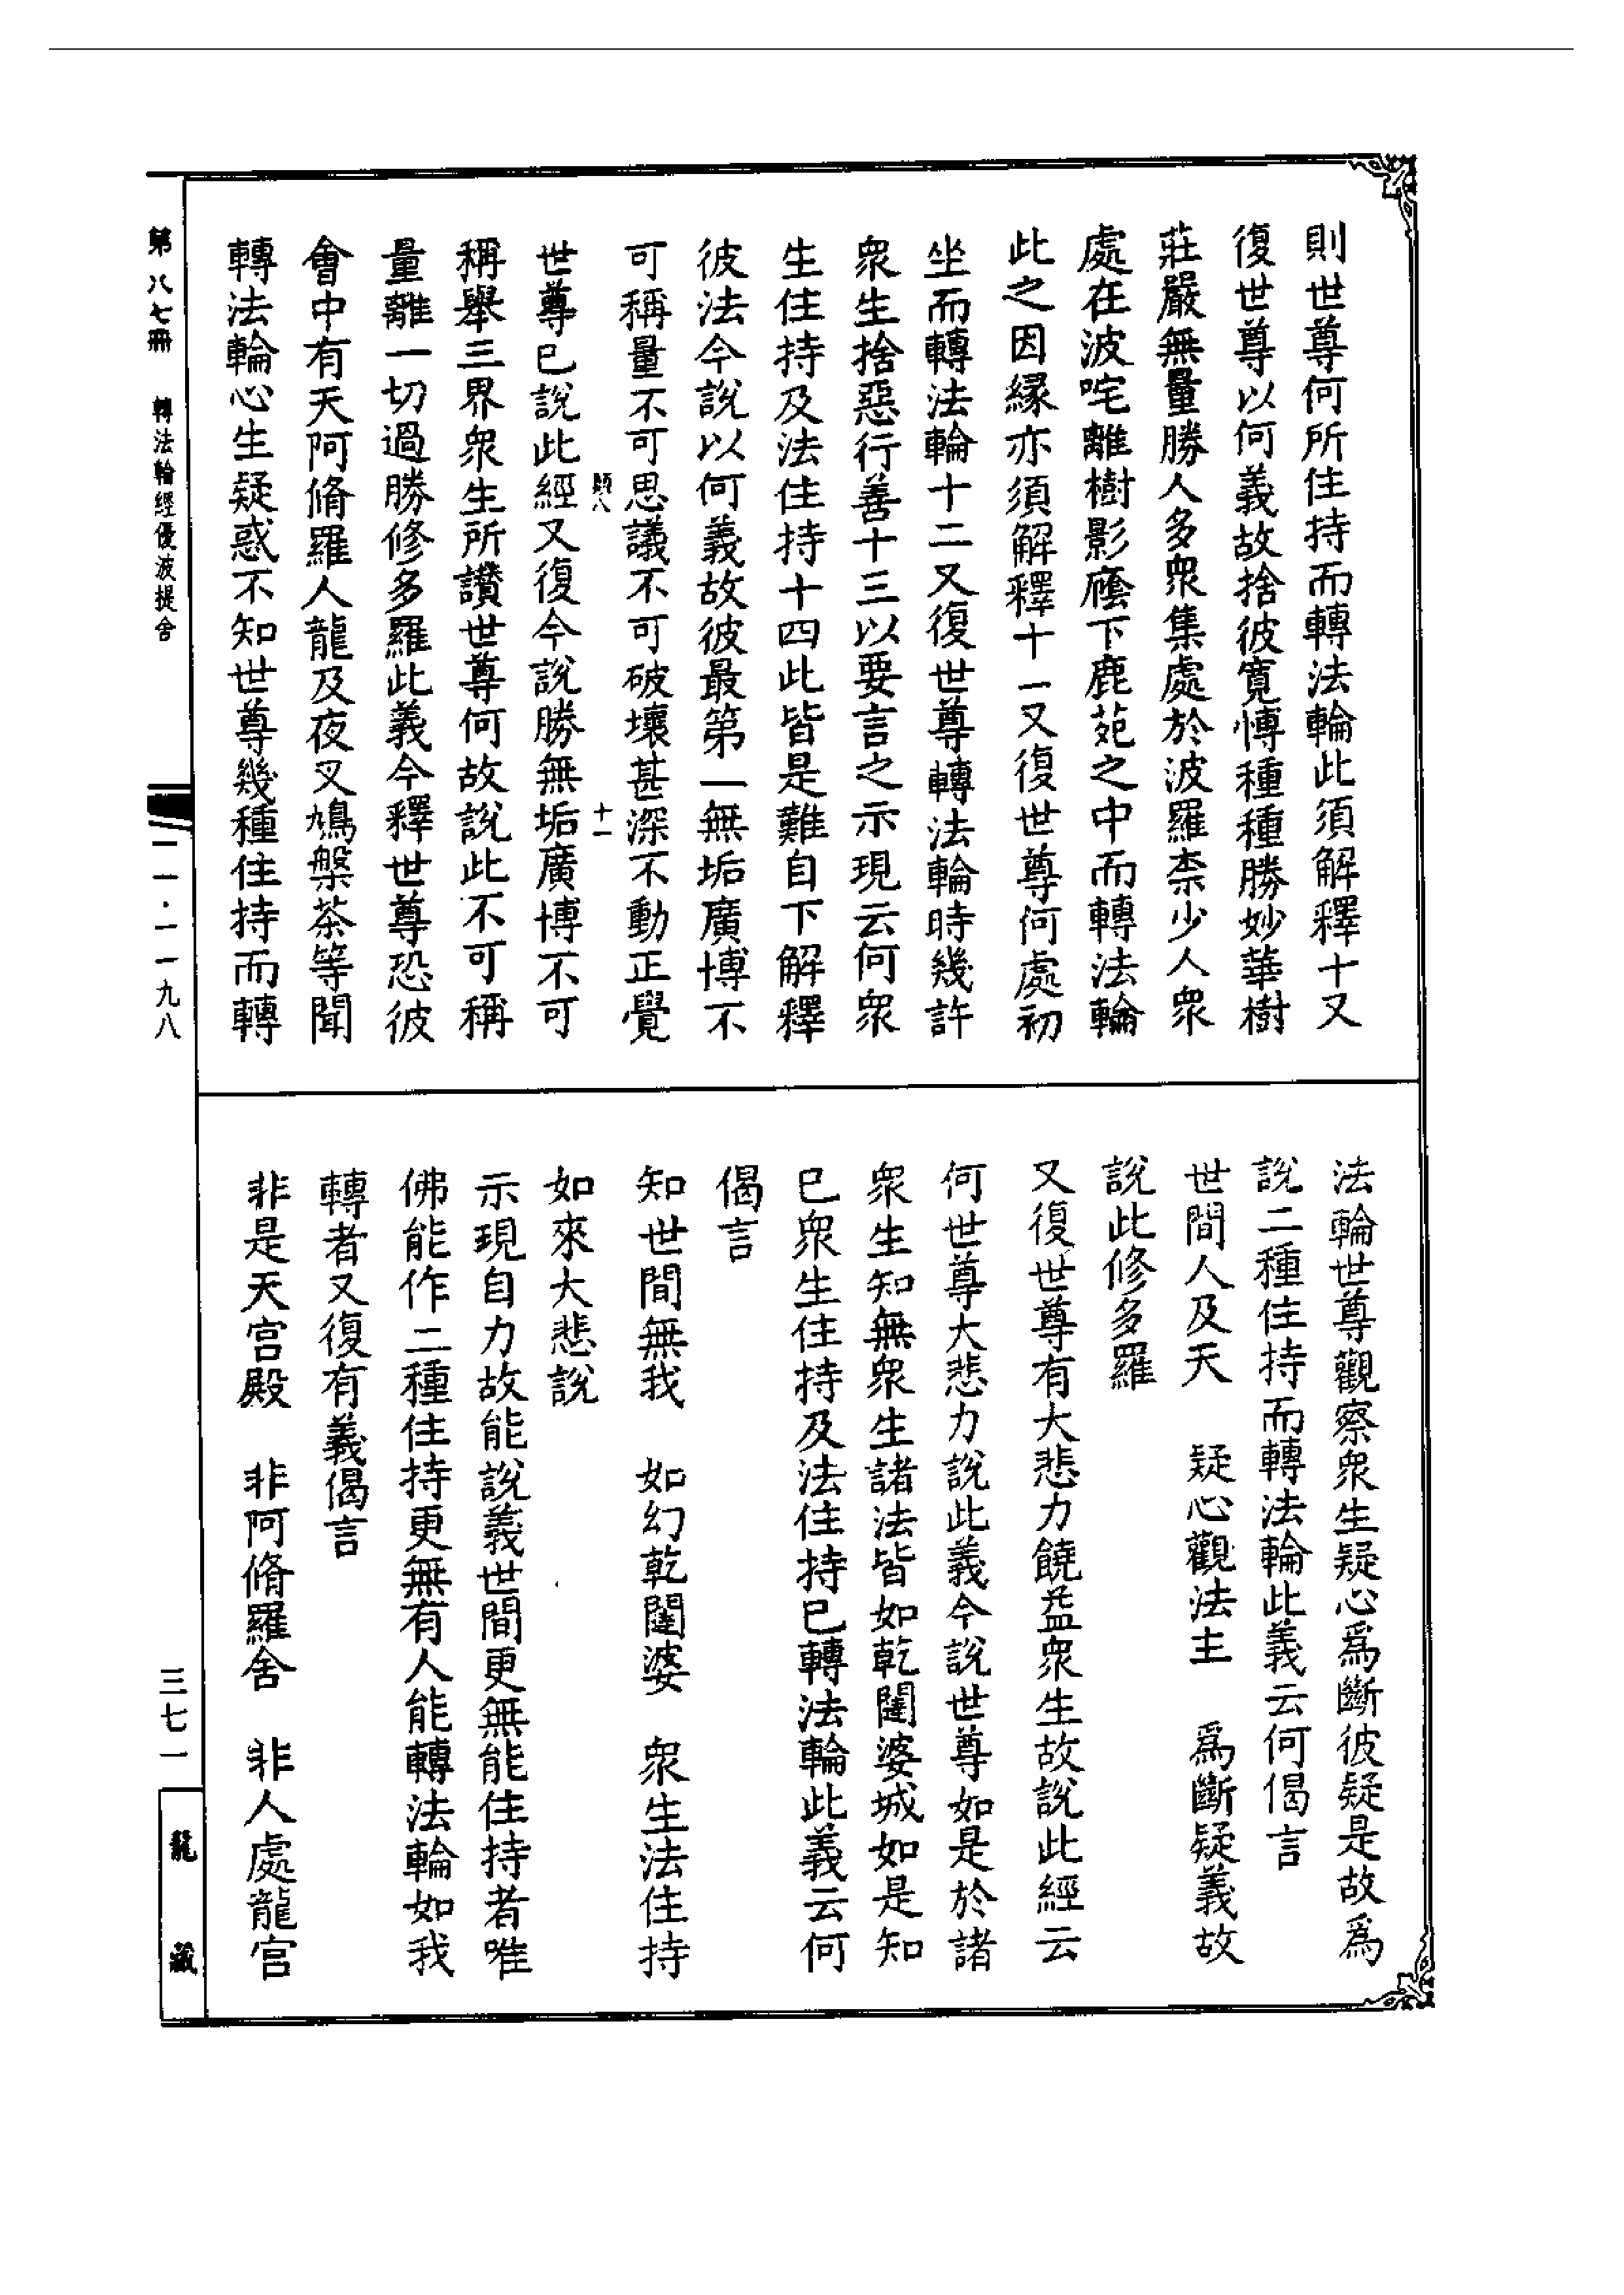 則世尊何所住持而轉法輪此須解釋十又
復世尊以何義故捨彼寬慱種種勝妙華樹
莊嚴無量勝人多衆集處於波羅柰少人衆
處在波咤離樹影廕下鹿苑之中而轉法輪
此之因緣亦須解釋十一又復世尊何處初
坐而轉法輪十二又復世尊轉法輪時幾許
衆生捨惡行善十三以要言之示現云何衆
生住持及法住持十四此皆是難自下解釋
彼法今說以何義故彼最第一無垢廣博不
可稱量不可思議不可破壞甚深不動正覺
世尊已說此經又復今說勝無垢廣博不可
稱舉三界衆生所讚世尊何故說此不可稱
量離一切過勝修多羅此義今釋世尊恐彼
會中有天阿脩羅人龍及夜叉鳩槃茶等聞
轉法輪心生疑惑不知世尊幾種住持而轉
法輪世尊觀察衆生疑心爲斷彼疑是故爲
說二種住持而轉法輪此義云何偈言
世間人及天　疑心觀法主　爲斷疑義故
說此修多羅
又復世尊有大悲力饒益衆生故說此經云
何世尊大悲力說此義今說世尊如是於諸
衆生知無衆生諸法皆如乾闥婆城如是知
已衆生住持及法住持已轉法輪此義云何
偈言
知世間無我　如幻乾闥婆　衆生法住持
如來大悲說
示現自力故能說義世間更無能住持者唯
佛能作二種住持更無有人能轉法輪如我
轉者又復有義偈言
非是天宮殿　非阿脩羅舍　非人處龍宮
十一
第八七冊　轉法輪經優波提舍
二一·一一九八
三七一
龍藏